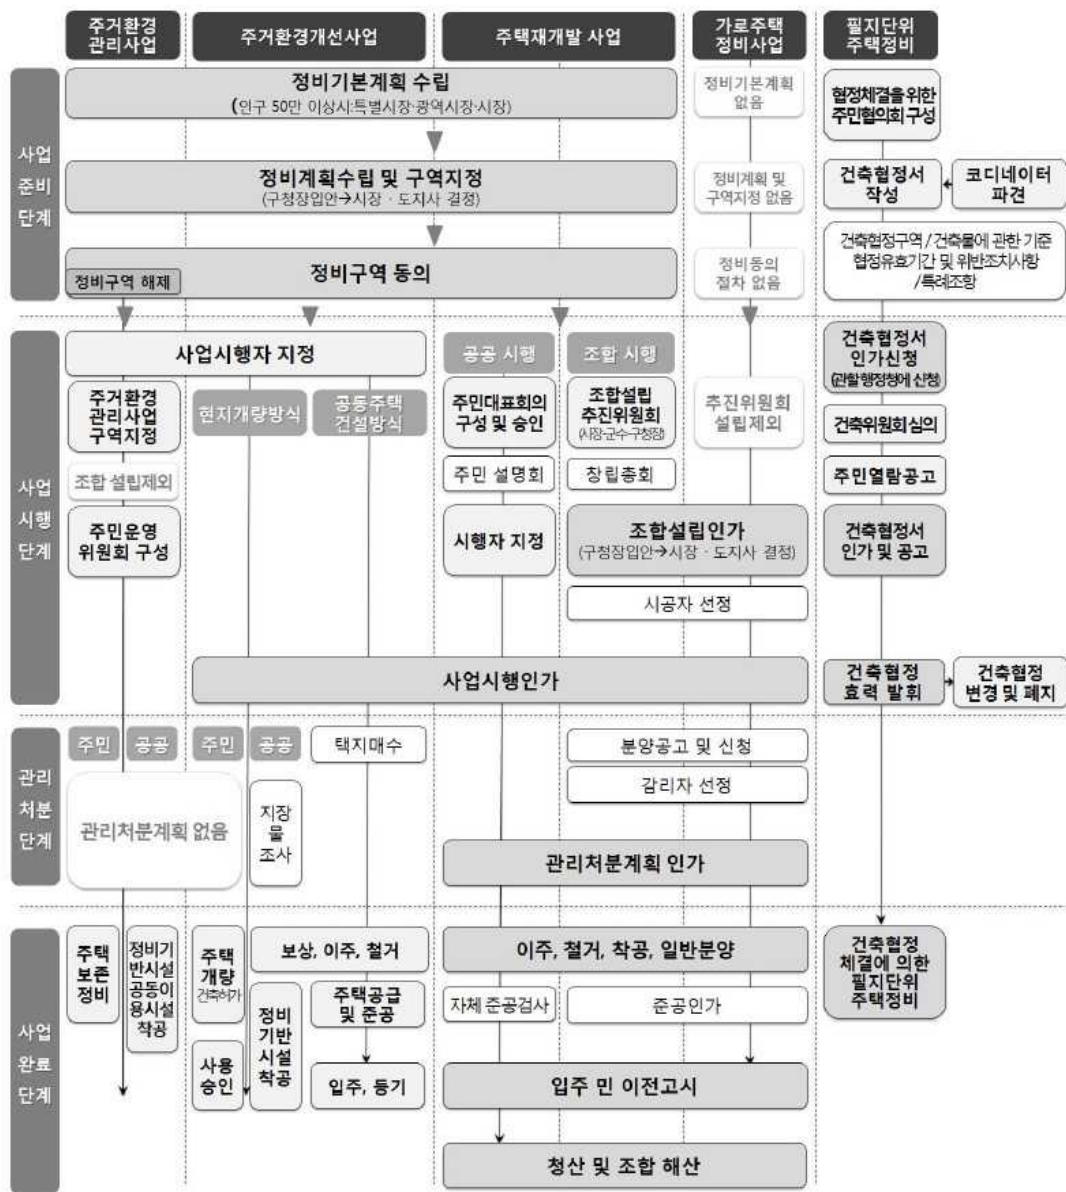 주거환경
관리사업
주거환경개선사업
주택재개발 사업
가로주택
정비사업
필지단위
주택정비
사업
준비
단계
정비기본계획 수립
(인구 50만 이상시:특별시장·광역시장·시장)
정비기본계획
없음
협정체결을 위한
주민협의회 구성
정비계획수립 및 구역지정
(구청장입안→시장 · 도지사 결정)
정비계획 및
구역지정 없음
건축협정서
작성
코디네이터
파견
정비구역 해제
정비구역 동의
정비동의
절차 없음
건축협정구역 / 건축물에 관한 기준
협정유효기간 및 위반조치사항
/특례조항
사업
시행
단계
사업시행자 지정
공공 시행
조합 시행
건축협정서
인가신청
(관할 행정청에 신청)
주거환경
관리사업
구역지정
현지개량방식
공동주택
건설방식
주민대표회의
구성 및 승인
조합설립
추진위원회
(시장·군수·구청장)
추진위원회
설립제외
건축위원회 심의
조합 설립제외
주민 설명회
창립총회
주민열람공고
주민운영
위원회 구성
시행자 지정
조합설립인가
(구청장입안→시장 · 도지사 결정)
건축협정서
인가 및 공고
시공자 선정
사업시행인가
건축협정
효력 발휘
건축협정
변경 및 폐지
관리
처분
단계
주민
공공
주민
공공
택지매수
분양공고 및 신청
감리자 선정
관리처분계획 없음
지장
물
조사
관리처분계획 인가
사업
완료
단계
주택
보존
정비
정비기
반시설
공동이
용시설
착공
주택
개량
건축허가
보상, 이주, 철거
이주, 철거, 착공, 일반분양
건축협정
체결에 의한
필지단위
주택정비
정비
기반
시설
착공
주택공급
및 준공
자체 준공검사
준공인가
사용
승인
입주, 등기
입주 민 이전고시
청산 및 조합 해산